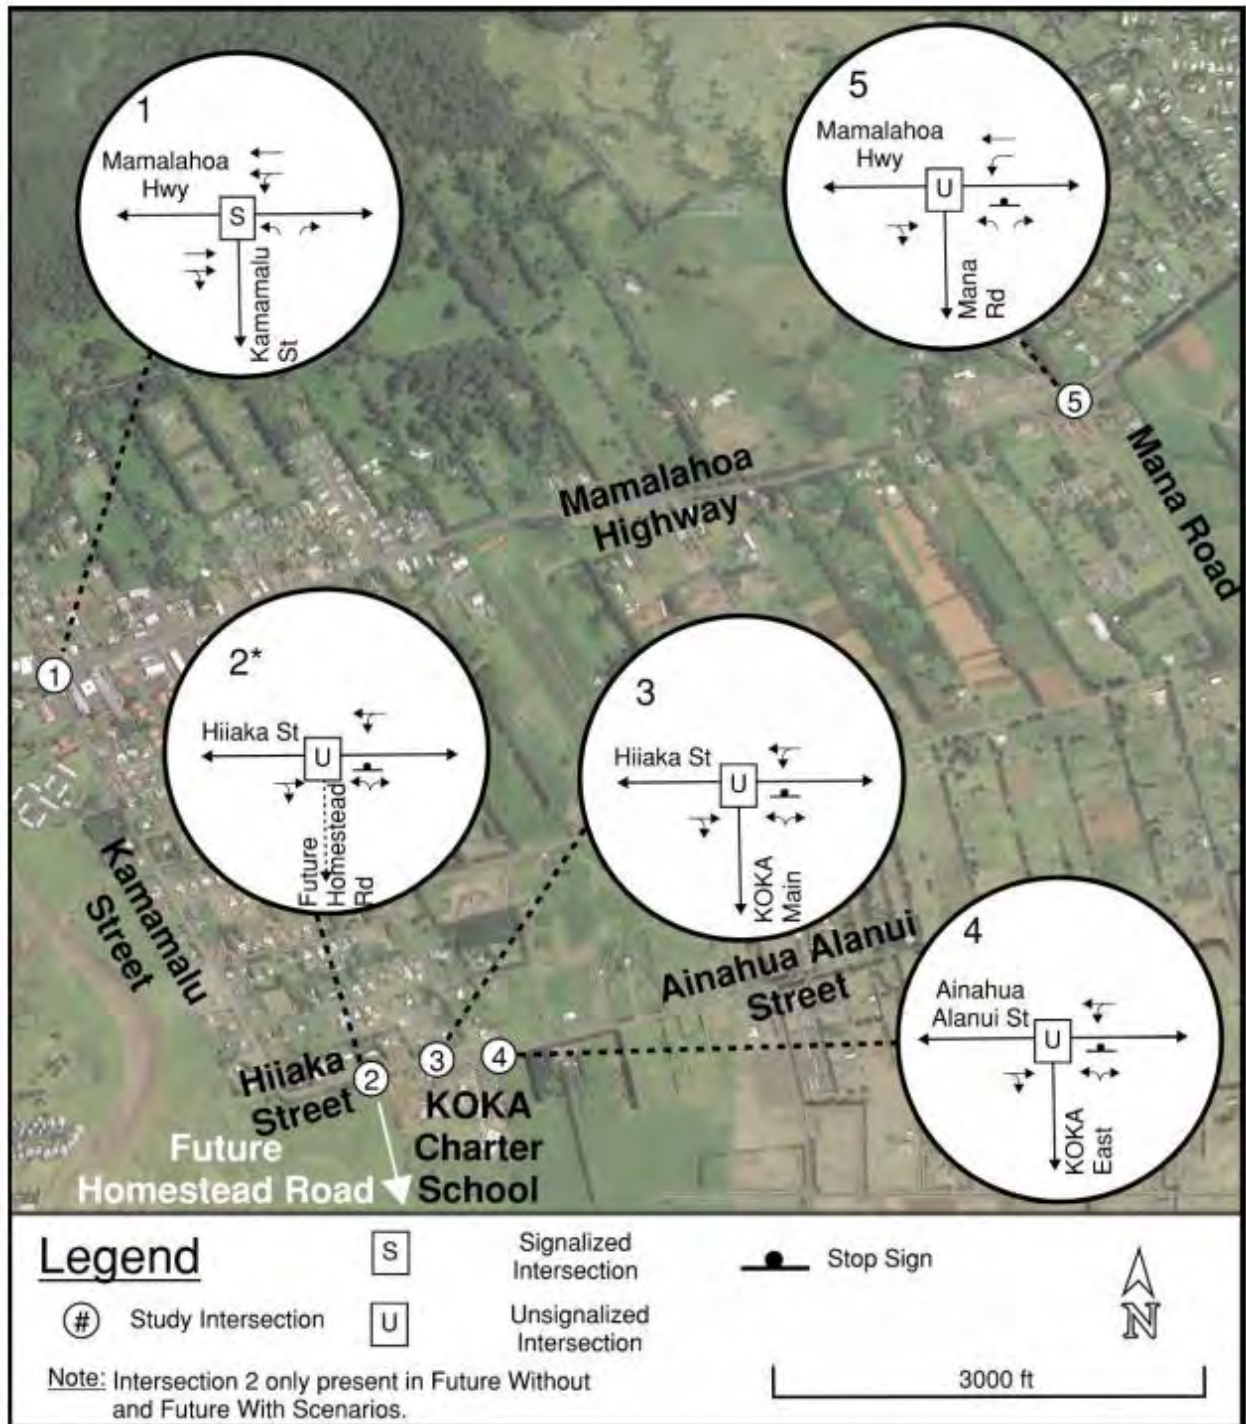 1
Mamalahoa
Hwy
S
Kamamalu
St
5
Mamalahoa
Hwy
U
Mana
Rd
5
Mana Road
Mamalahoa
Highway
1
2*
Hiiaka St
U
Future
Homestead
Rd
3
Hiiaka St
U
KOKA
Main
Kamamalu
Street
Ainahua Alanui
Street
4
Ainahua
Alanui St
U
KOKA
East
Hiiaka
Street
2
3
4
KOKA
Charter
School
Future
Homestead Road
Legend
# Study Intersection
S Signalized
Intersection
U Unsignalized
Intersection
Stop Sign
N
3000 ft
Note: Intersection 2 only present in Future Without
and Future With Scenarios.